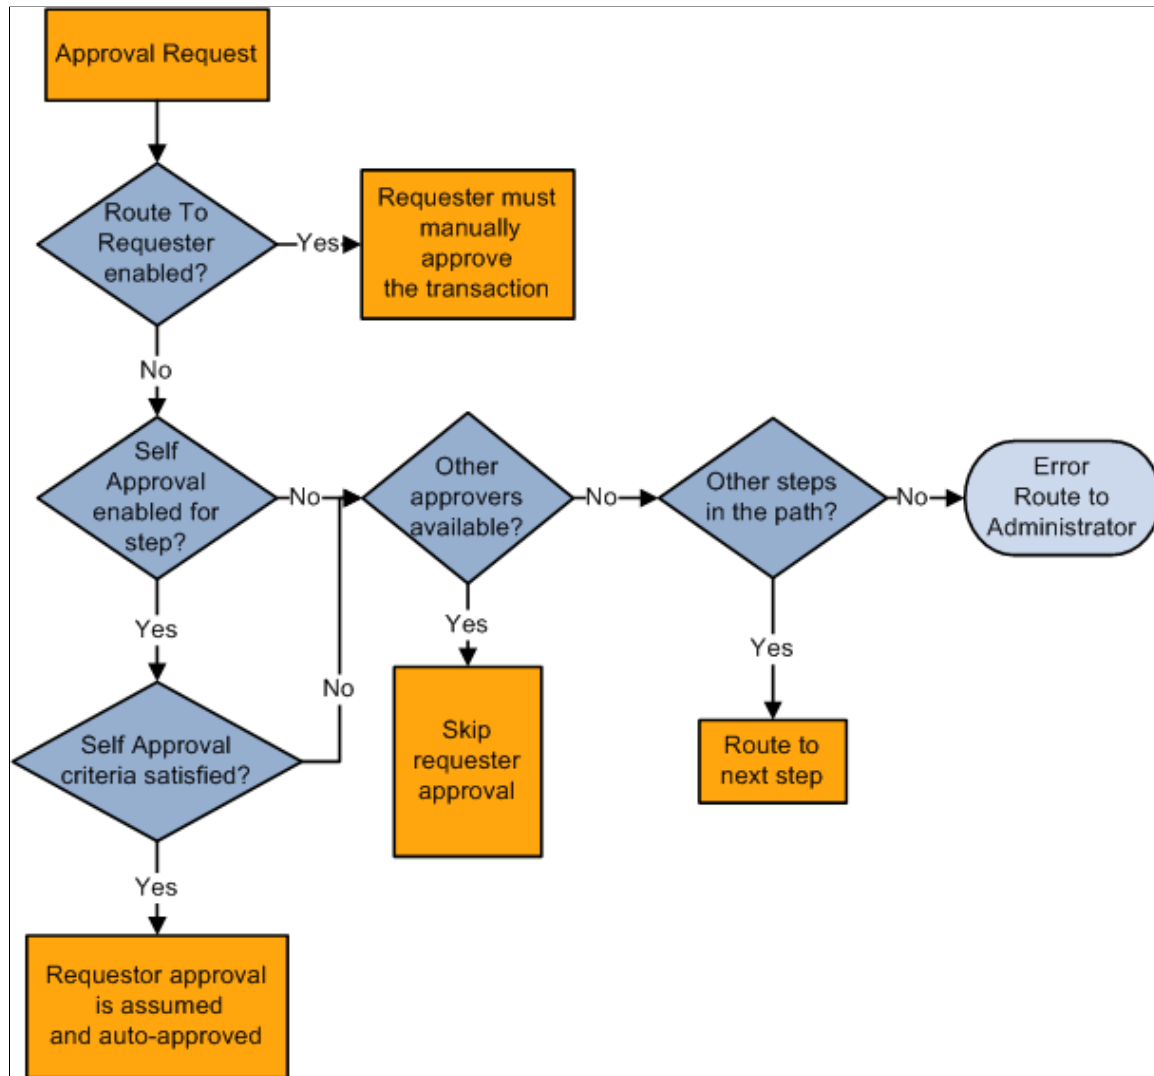 Approval Request
Route To
Requester
enabled?
Yes
Requester must
manually
approve
the transaction
No
Self
Approval
enabled for
step?
No
Other
approvers
available?
No
Other steps
in the path?
No
Error
Route to
Administrator
Yes
Yes
Yes
No
Self Approval
criteria satisfied?
Skip
requester
approval
Route to
next step
Yes
Requestor approval
is assumed
and auto-approved